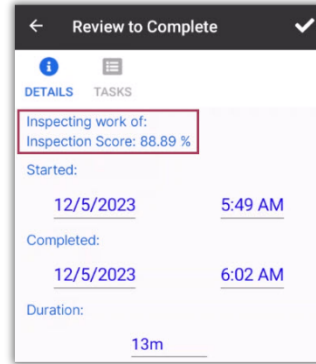 Review to Complete
DETAILS TASKS
Inspecting work of:
Inspection Score: 88.89 %
Started:
12/5/2023 5:49 AM
Completed:
12/5/2023 6:02 AM
Duration:
13m